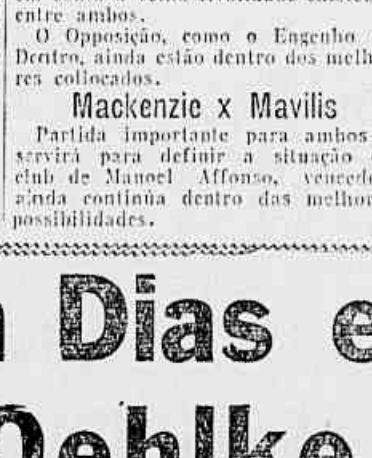 entre ambos.
O Opposição, como o Engenho
Dentro, ainda estão dentro dos melh
res collocados.
Mackenzie x Mavilis
Partida importante para ambos
servirá para definir a situação
club de Manoel Affonso, vencedo
ainda continúa dentro das melhor
possibilidades.
Dias e
Oehlke